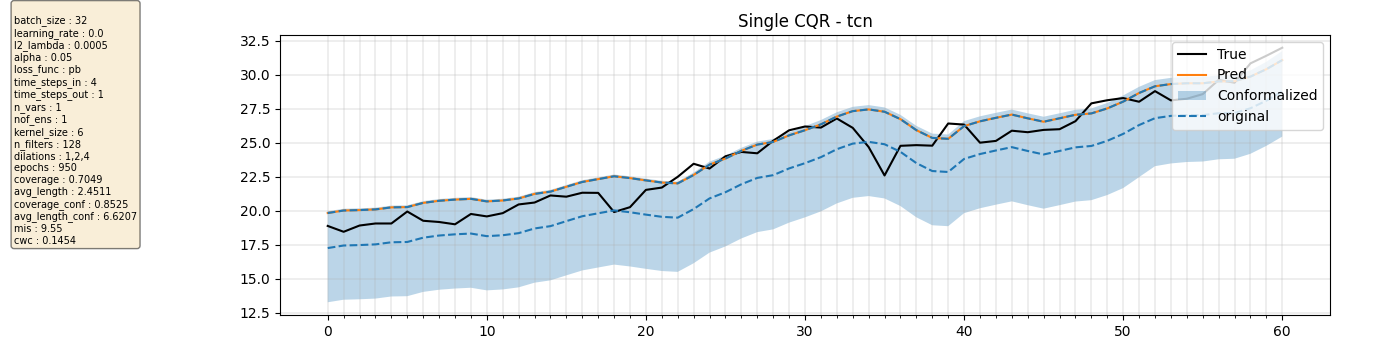 batch_size : 32
learning_rate : 0.0
l2_lambda : 0.0005
alpha : 0.05
loss_func : pb
time_steps_in : 4
time_steps_out : 1
n_vars : 1
nof_ens : 1
kernel_size : 6
n_filters : 128
dilations : 1,2,4
epochs : 950
coverage : 0.7049
avg_length : 2.4511
coverage_conf : 0.8525
avg_length_conf : 6.6207
mis : 9.55
cwc : 0.1454
Single CQR - tcn
32.5
30.0
27.5
25.0
22.5
20.0
17.5
15.0
12.5
True
Pred
Conformalized
original
0 10 20 30 40 50 60